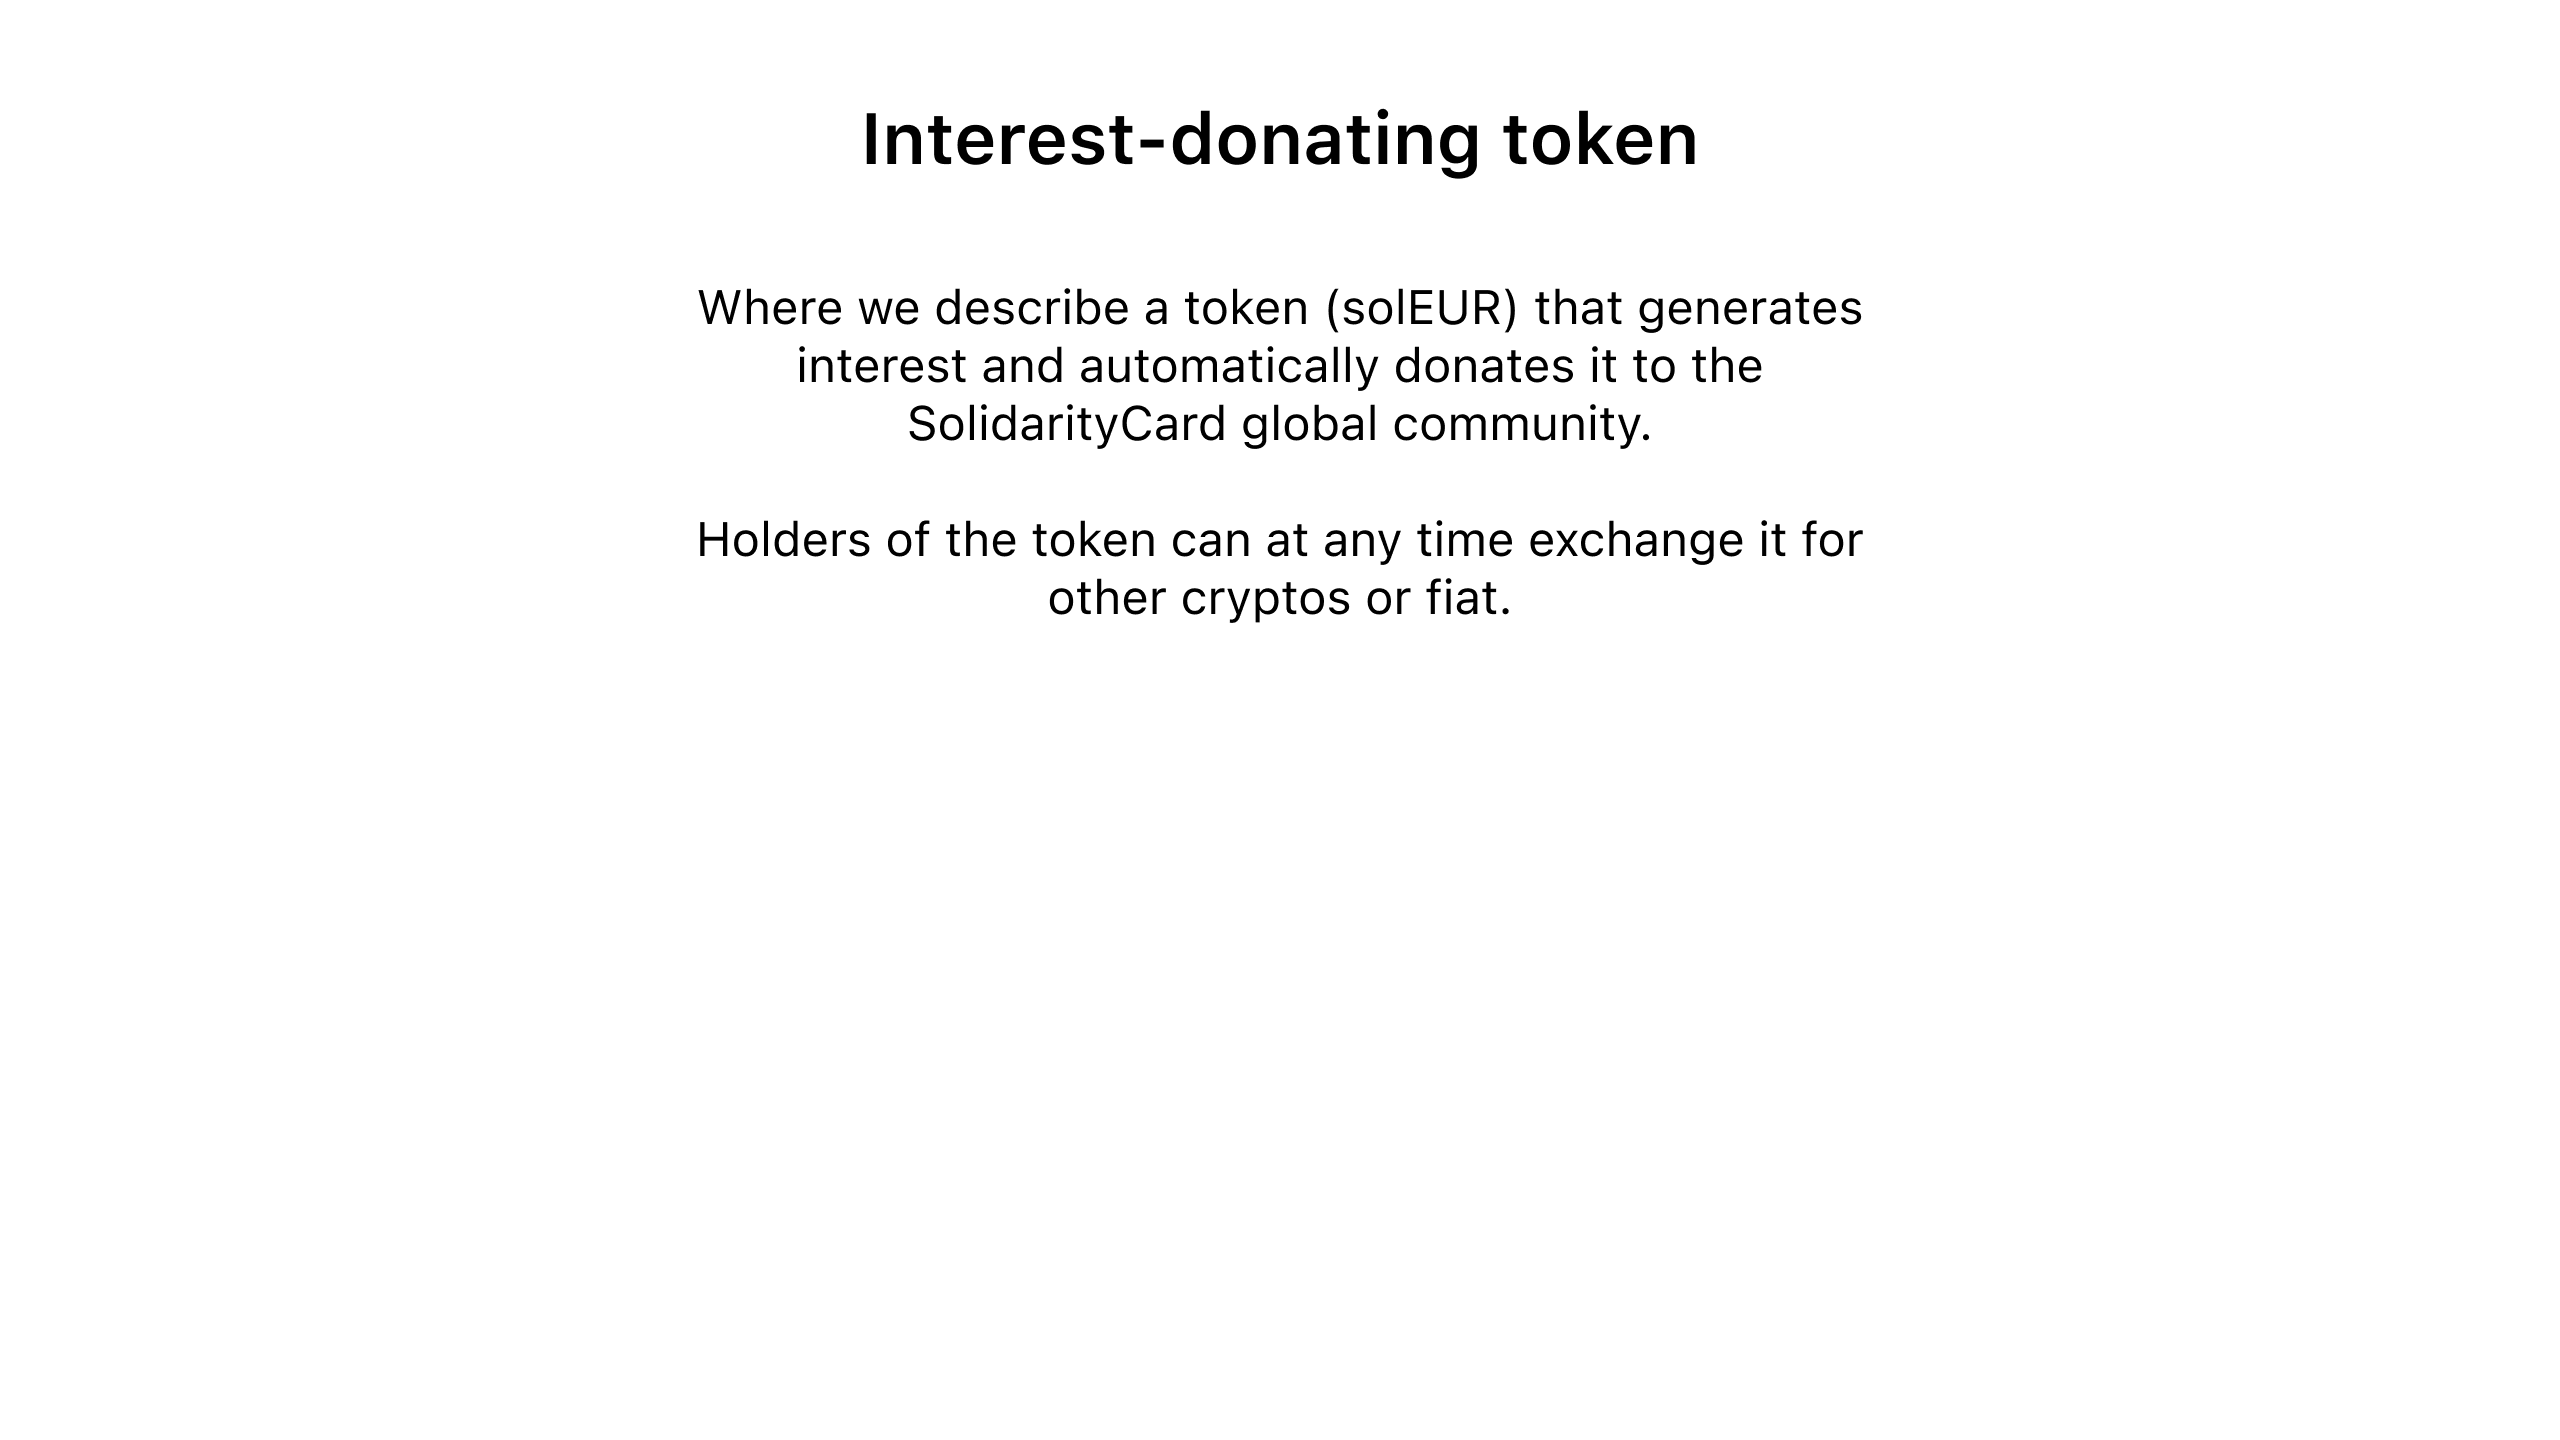 Interest-donating token
Where we describe a token (solEUR) that generates
interest and automatically donates it to the
SolidarityCard global community.
Holders of the token can at any time exchange it for
other cryptos or fiat.